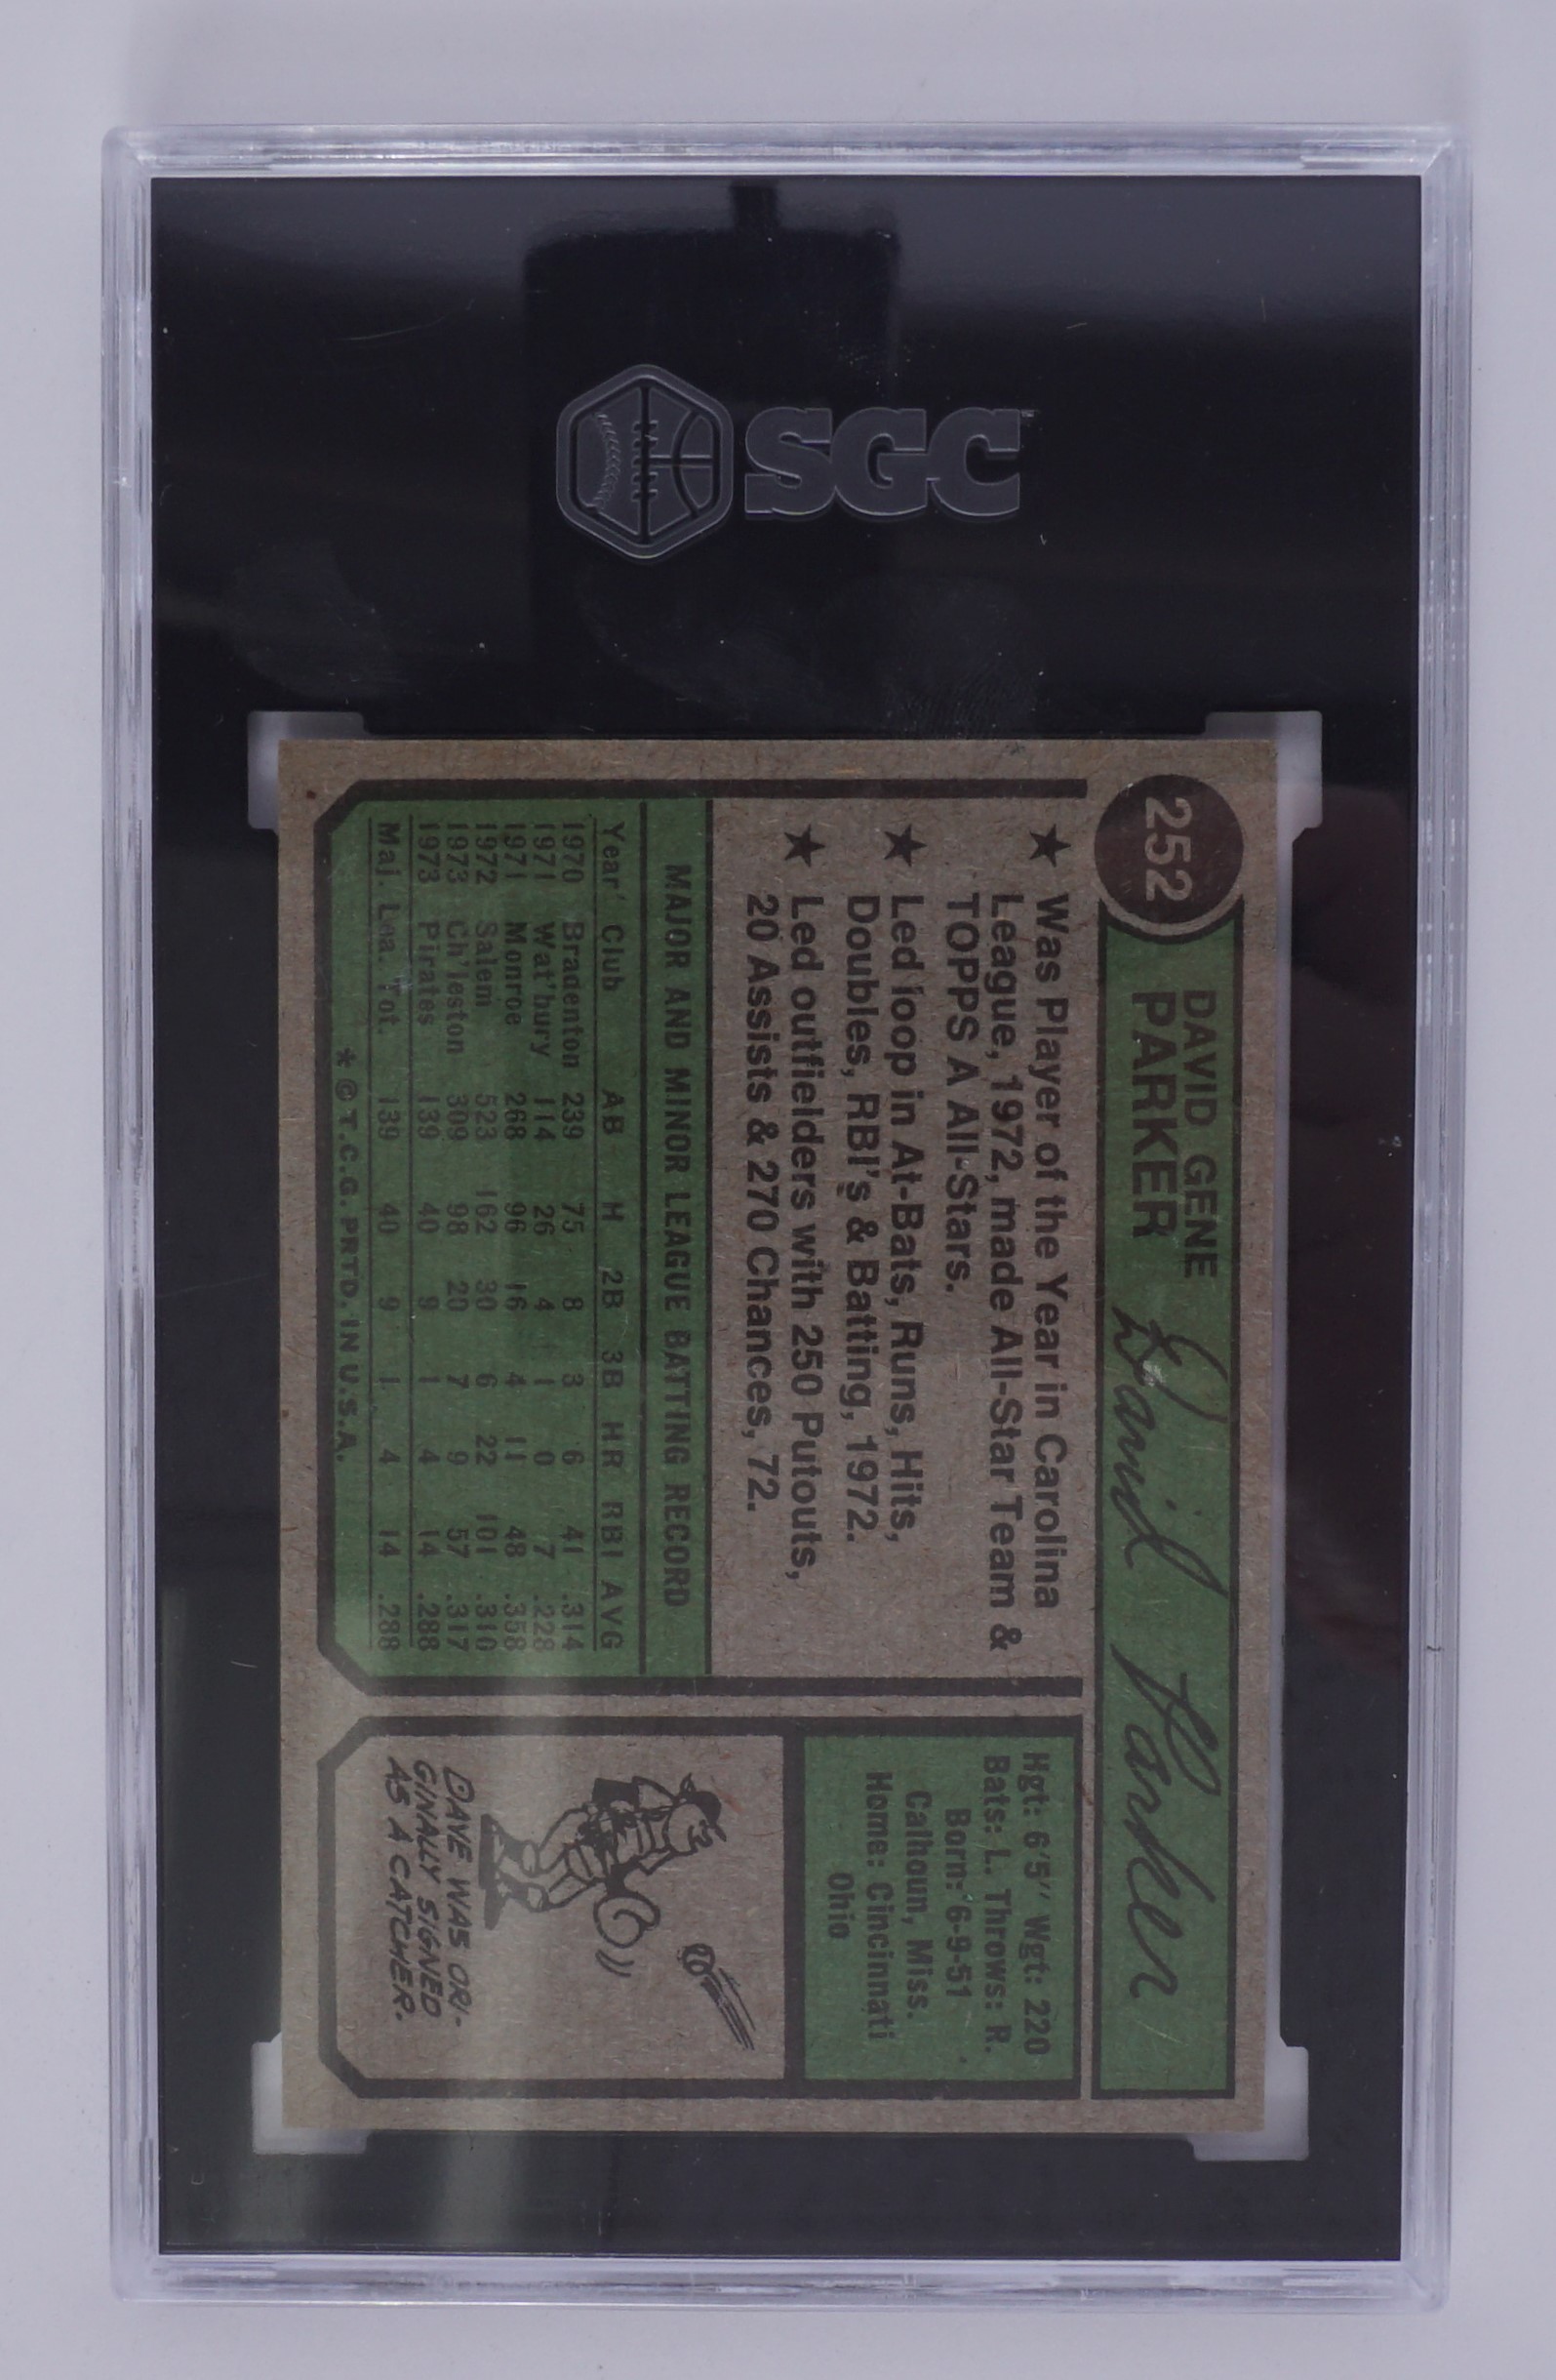 SGC
252
DAVID GENE
PARKER
David Parker
★ Was Player of the Year in Carolina
League, 1972, made All-Star Team &
TOPPS A All-Stars.
★ Led loop in At-Bats, Runs, Hits,
Doubles, RBI's & Batting, 1972.
★ Led outfielders with 250 Putouts,
20 Assists & 270 Chances, 72.
MAJOR AND MINOR LEAGUE BATTING RECORD
Year Club AB H 2B 3B HR RBI AVG
1970 Bradenton 239 75 8 3 6 41 .314
1971 Wat'bury 114 26 4 1 0 7 .228
1971 Monroe 268 96 16 4 11 48 .358
1972 Salem 523 162 30 6 22 101 .310
1973 Ch'leston 309 98 20 7 9 57 .317
1973 Pirates 139 40 9 1 4 14 .288
Maj. Lea. Tot. 139 40 9 1 4 14 .288
* © T.C.G. PRTD. IN U.S.A.
Hgt: 6'5" Wgt: 220
Bats: L. Throws: R.
Born: 6-9-51
Calhoun, Miss.
Home: Cincinnati
Ohio
DAVE WAS ORI-
GINALLY SIGNED
AS A CATCHER.